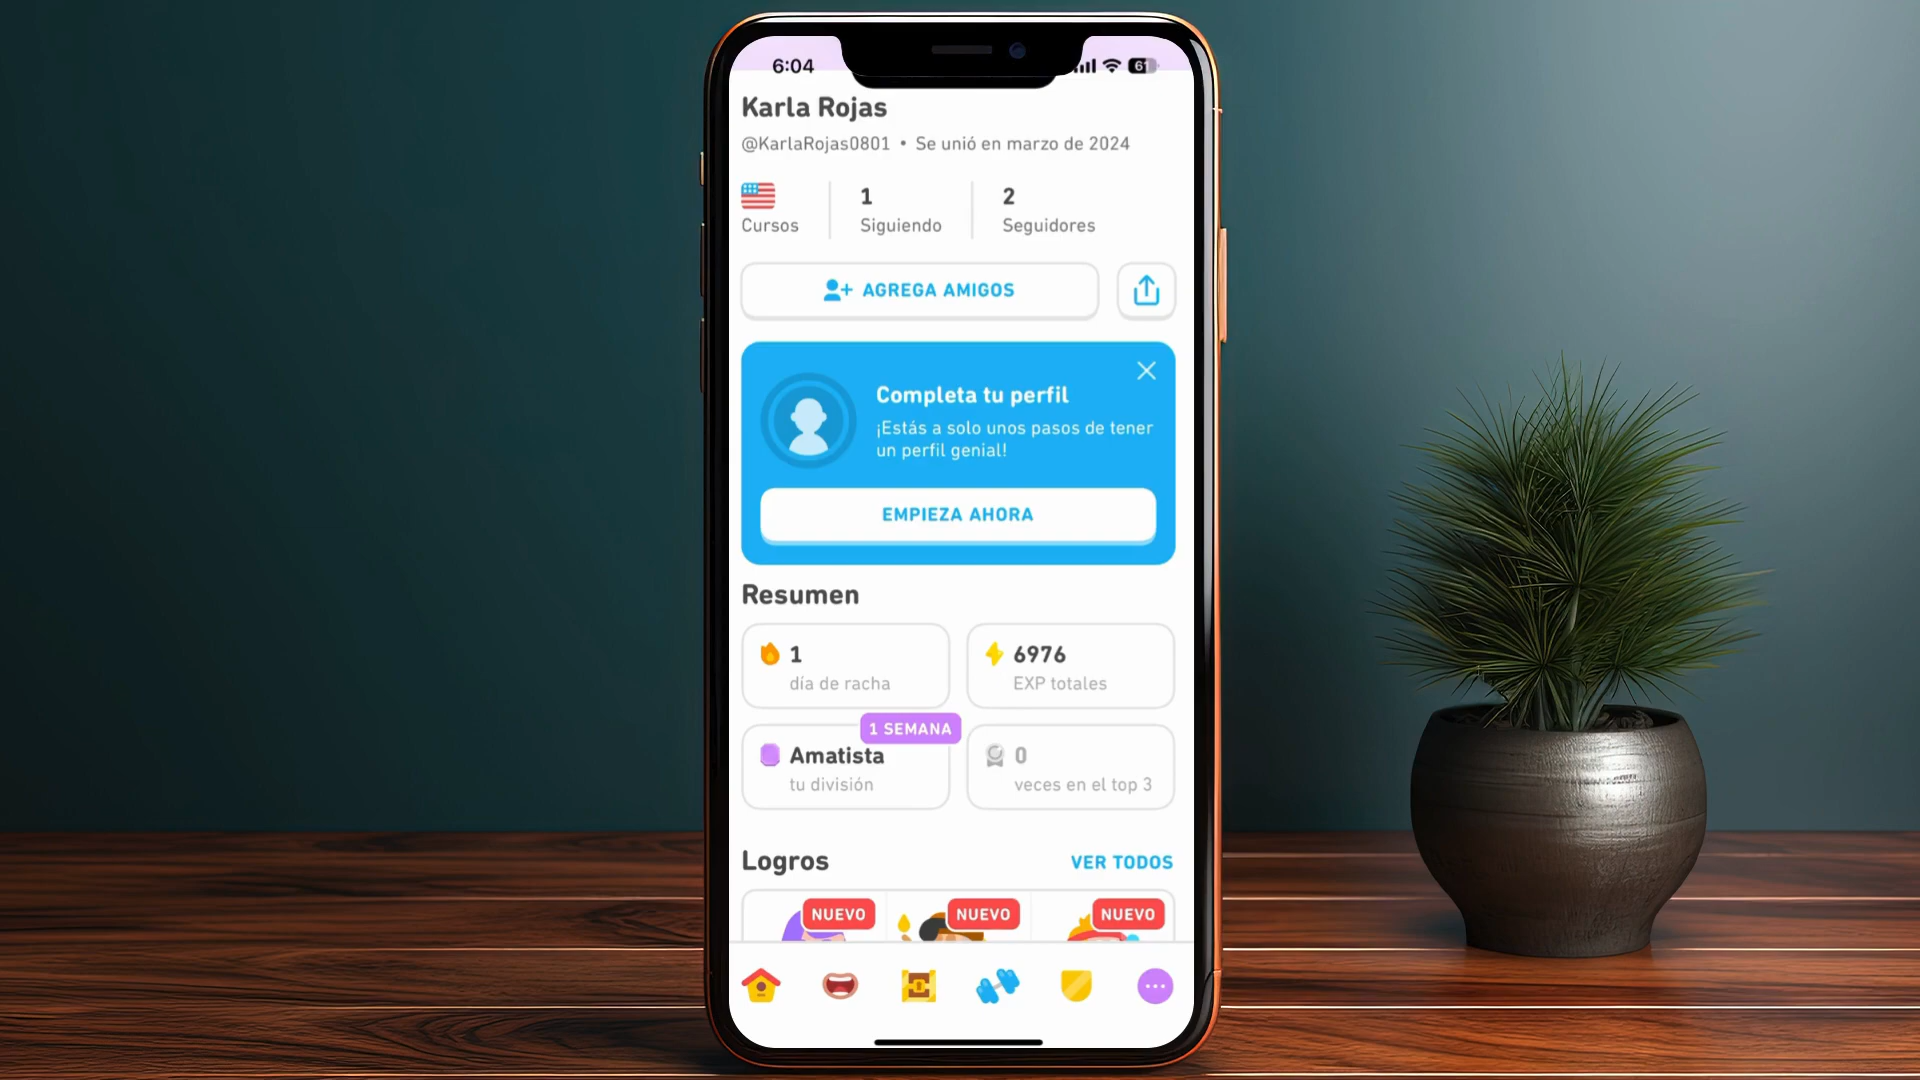 6:04
61
Karla Rojas
@KarlaRojas0801 • Se unió en marzo de 2024
1
2
Cursos
Siguiendo
Seguidores
AGREGA AMIGOS
Completa tu perfil
¡Estás a solo unos pasos de tener
un perfil genial!
EMPIEZA AHORA
Resumen
1
día de racha
6976
EXP totales
1 SEMANA
Amatista
tu división
0
veces en el top 3
Logros
VER TODOS
NUEVO
NUEVO
NUEVO